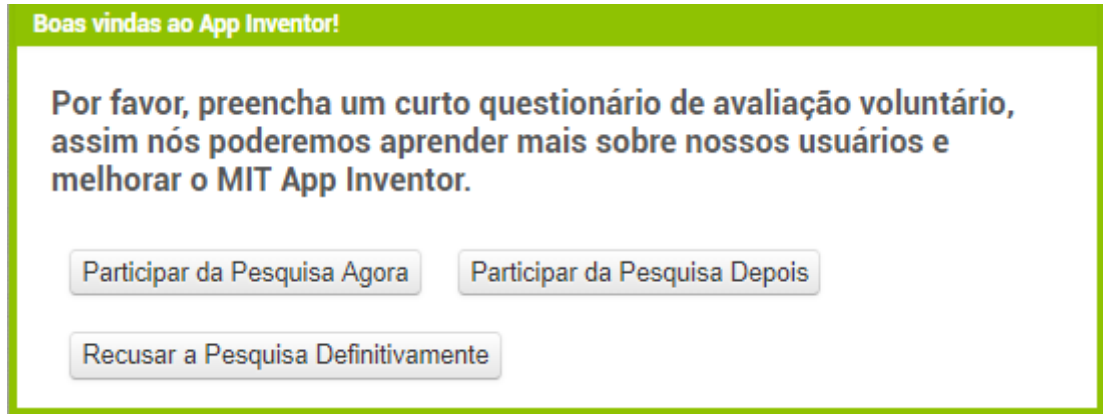 Boas vindas ao App Inventor!
Por favor, preencha um curto questionário de avaliação voluntário,
assim nós poderemos aprender mais sobre nossos usuários e
melhorar o MIT App Inventor.
Participar da Pesquisa Agora
Participar da Pesquisa Depois
Recusar a Pesquisa Definitivamente